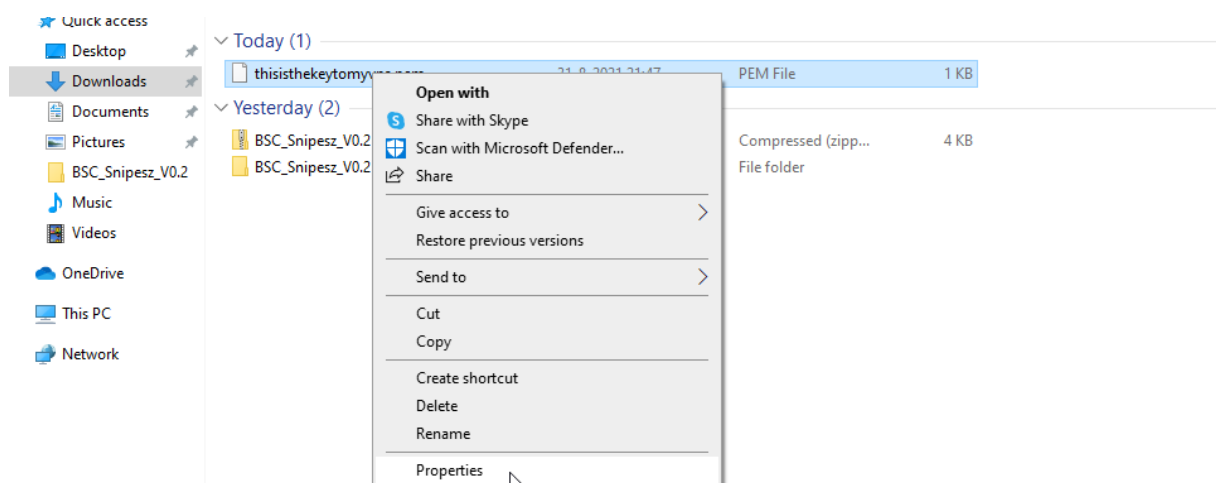 Quick access
Desktop
Downloads
Documents
Pictures
BSC_Snipesz_V0.2
Music
Videos
OneDrive
This PC
Network
Today (1)
PEM File 1 KB
Yesterday (2)
BSC_Snipesz_V0.2 Compressed (zipp... 4 KB
BSC_Snipesz_V0.2 File folder
Open with
Share with Skype
Scan with Microsoft Defender...
Share
Give access to
Restore previous versions
Send to
Cut
Copy
Create shortcut
Delete
Rename
Properties